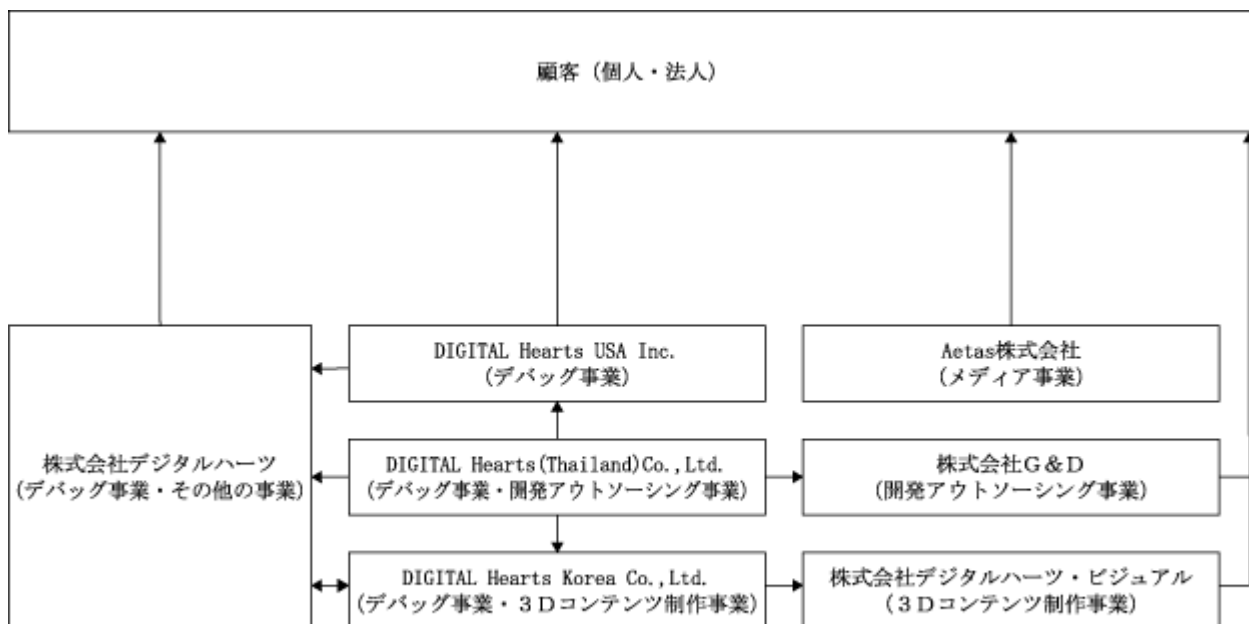 顧客（個人・法人）
DIGITAL Hearts USA Inc.
(デバッグ事業)
Aetas株式会社
(メディア事業)
株式会社デジタルハーツ
(デバッグ事業・その他の事業)
DIGITAL Hearts(Thailand)Co.,Ltd.
(デバッグ事業・開発アウトソーシング事業)
株式会社Ｇ＆Ｄ
(開発アウトソーシング事業)
DIGITAL Hearts Korea Co.,Ltd.
(デバッグ事業・３Ｄコンテンツ制作事業)
株式会社デジタルハーツ・ビジュアル
(３Ｄコンテンツ制作事業)